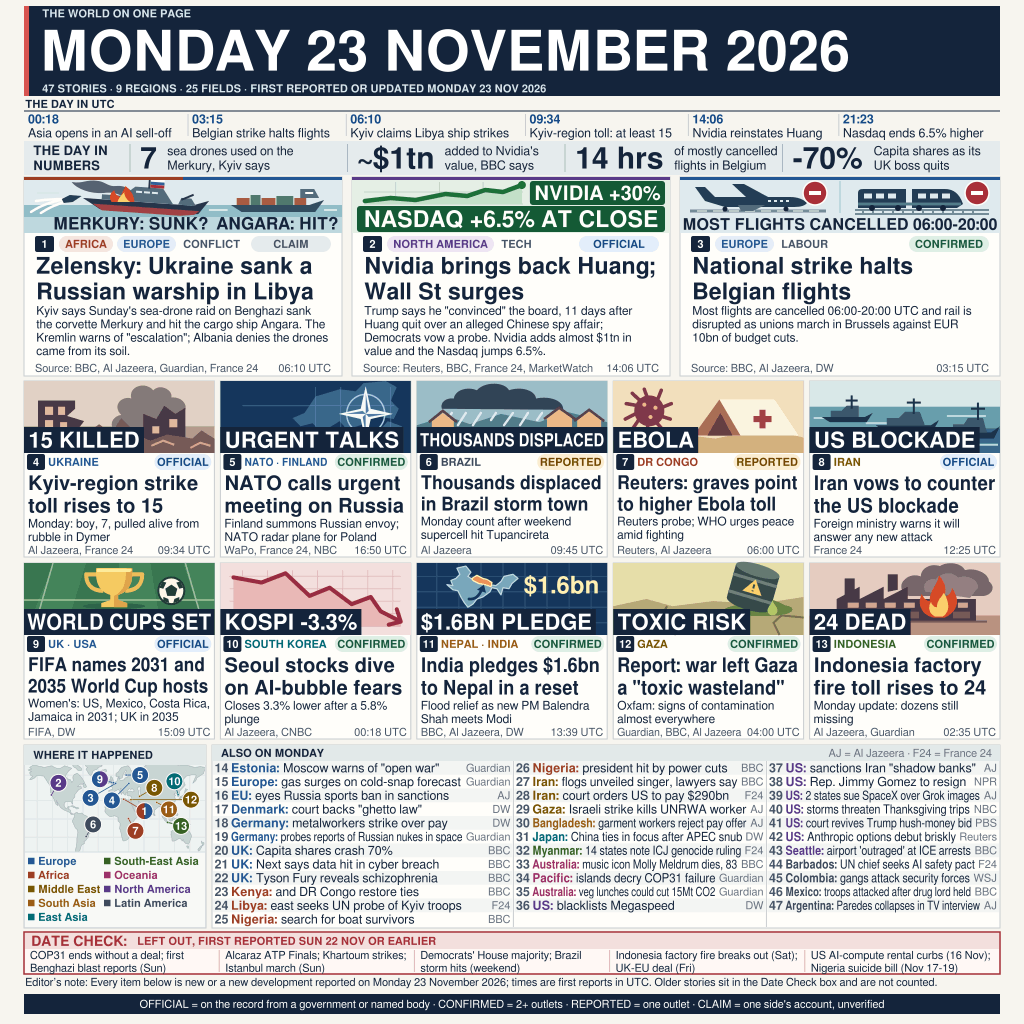 THE WORLD ON ONE PAGE
MONDAY 23 NOVEMBER 2026
47 STORIES · 9 REGIONS · 25 FIELDS · FIRST REPORTED OR UPDATED MONDAY 23 NOV 2026
THE DAY IN UTC
00:18
Asia opens in an AI sell-off
03:15
Belgian strike halts flights
06:10
Kyiv claims Libya ship strikes
09:34
Kyiv-region toll: at least 15
14:06
Nvidia reinstates Huang
21:23
Nasdaq ends 6.5% higher
THE DAY IN
NUMBERS
7
sea drones used on the
Merkury, Kyiv says
~$1tn
added to Nvidia's
value, BBC says
14 hrs
of mostly cancelled
flights in Belgium
-70%
Capita shares as its
UK boss quits
MERKURY: SUNK? ANGARA: HIT?
1 AFRICA EUROPE CONFLICT CLAIM
Zelensky: Ukraine sank a
Russian warship in Libya
Kyiv says Sunday's sea-drone raid on Benghazi sank
the corvette Merkury and hit the cargo ship Angara. The
Kremlin warns of "escalation"; Albania denies the drones
came from its soil.
Source: BBC, Al Jazeera, Guardian, France 24 06:10 UTC
NVIDIA +30%
NASDAQ +6.5% AT CLOSE
2 NORTH AMERICA TECH OFFICIAL
Nvidia brings back Huang;
Wall St surges
Trump says he "convinced" the board, 11 days after
Huang quit over an alleged Chinese spy affair;
Democrats vow a probe. Nvidia adds almost $1tn in
value and the Nasdaq jumps 6.5%.
Source: Reuters, BBC, France 24, MarketWatch 14:06 UTC
MOST FLIGHTS CANCELLED 06:00-20:00
3 EUROPE LABOUR CONFIRMED
National strike halts
Belgian flights
Most flights are cancelled 06:00-20:00 UTC and rail is
disrupted as unions march in Brussels against EUR
10bn of budget cuts.
Source: BBC, Al Jazeera, DW 03:15 UTC
15 KILLED
4 UKRAINE OFFICIAL
Kyiv-region strike
toll rises to 15
Monday: boy, 7, pulled alive from
rubble in Dymer
Al Jazeera, France 24 09:34 UTC
URGENT TALKS
5 NATO · FINLAND CONFIRMED
NATO calls urgent
meeting on Russia
Finland summons Russian envoy;
NATO radar plane for Poland
WaPo, France 24, NBC 16:50 UTC
THOUSANDS DISPLACED
6 BRAZIL REPORTED
Thousands displaced
in Brazil storm town
Monday count after weekend
supercell hit Tupancireta
Al Jazeera 09:45 UTC
EBOLA
7 DR CONGO REPORTED
Reuters: graves point
to higher Ebola toll
Reuters probe; WHO urges peace
amid fighting
Reuters, Al Jazeera 06:00 UTC
US BLOCKADE
8 IRAN OFFICIAL
Iran vows to counter
the US blockade
Foreign ministry warns it will
answer any new attack
France 24 12:25 UTC
WORLD CUPS SET
9 UK · USA OFFICIAL
FIFA names 2031 and
2035 World Cup hosts
Women's: US, Mexico, Costa Rica,
Jamaica in 2031; UK in 2035
FIFA, DW 15:09 UTC
KOSPI -3.3%
10 SOUTH KOREA CONFIRMED
Seoul stocks dive
on AI-bubble fears
Closes 3.3% lower after a 5.8%
plunge
Al Jazeera, CNBC 00:18 UTC
$1.6bn
$1.6BN PLEDGE
11 NEPAL · INDIA CONFIRMED
India pledges $1.6bn
to Nepal in a reset
Flood relief as new PM Balendra
Shah meets Modi
BBC, Al Jazeera, DW 13:39 UTC
TOXIC RISK
12 GAZA CONFIRMED
Report: war left Gaza
a "toxic wasteland"
Oxfam: signs of contamination
almost everywhere
Guardian, BBC, Al Jazeera 04:00 UTC
24 DEAD
13 INDONESIA CONFIRMED
Indonesia factory
fire toll rises to 24
Monday update: dozens still
missing
Al Jazeera, Guardian 02:35 UTC
WHERE IT HAPPENED
2
9
5
10
8
3
4
12
1
11
6
7
13
Europe
South-East Asia
Africa
Oceania
Middle East
North America
South Asia
Latin America
East Asia
ALSO ON MONDAY
AJ = Al Jazeera · F24 = France 24
14 Estonia: Moscow warns of "open war" Guardian
15 Europe: gas surges on cold-snap forecast Guardian
16 EU: eyes Russia sports ban in sanctions AJ
17 Denmark: court backs "ghetto law" DW
18 Germany: metalworkers strike over pay DW
19 Germany: probes reports of Russian nukes in space Guardian
20 UK: Capita shares crash 70% BBC
21 UK: Next says data hit in cyber breach BBC
22 UK: Tyson Fury reveals schizophrenia BBC
23 Kenya: and DR Congo restore ties BBC
24 Libya: east seeks UN probe of Kyiv troops F24
25 Nigeria: search for boat survivors BBC
26 Nigeria: president hit by power cuts BBC
27 Iran: flogs unveiled singer, lawyers say BBC
28 Iran: court orders US to pay $290bn F24
29 Gaza: Israeli strike kills UNRWA worker AJ
30 Bangladesh: garment workers reject pay offer AJ
31 Japan: China ties in focus after APEC snub DW
32 Myanmar: 14 states note ICJ genocide ruling F24
33 Australia: music icon Molly Meldrum dies, 83 BBC
34 Pacific: islands decry COP31 failure Guardian
35 Australia: veg lunches could cut 15Mt CO2 Guardian
36 US: blacklists Megaspeed DW
37 US: sanctions Iran "shadow banks" AJ
38 US: Rep. Jimmy Gomez to resign NPR
39 US: 2 states sue SpaceX over Grok images AJ
40 US: storms threaten Thanksgiving trips NBC
41 US: court revives Trump hush-money bid PBS
42 US: Anthropic options debut briskly Reuters
43 Seattle: airport 'outraged' at ICE arrests BBC
44 Barbados: UN chief seeks AI safety pact F24
45 Colombia: gangs attack security forces WSJ
46 Mexico: troops attacked after drug lord held BBC
47 Argentina: Paredes collapses in TV interview AJ
DATE CHECK: LEFT OUT, FIRST REPORTED SUN 22 NOV OR EARLIER
COP31 ends without a deal; first
Benghazi blast reports (Sun)
Alcaraz ATP Finals; Khartoum strikes;
Istanbul march (Sun)
Democrats' House majority; Brazil
storm hits (weekend)
Indonesia factory fire breaks out (Sat);
UK-EU deal (Fri)
US AI-compute rental curbs (16 Nov);
Nigeria suicide bill (Nov 17-19)
Editor's note: Every item below is new or a new development reported on Monday 23 November 2026; times are first reports in UTC. Older stories sit in the Date Check box and are not counted.
OFFICIAL = on the record from a government or named body · CONFIRMED = 2+ outlets · REPORTED = one outlet · CLAIM = one side's account, unverified